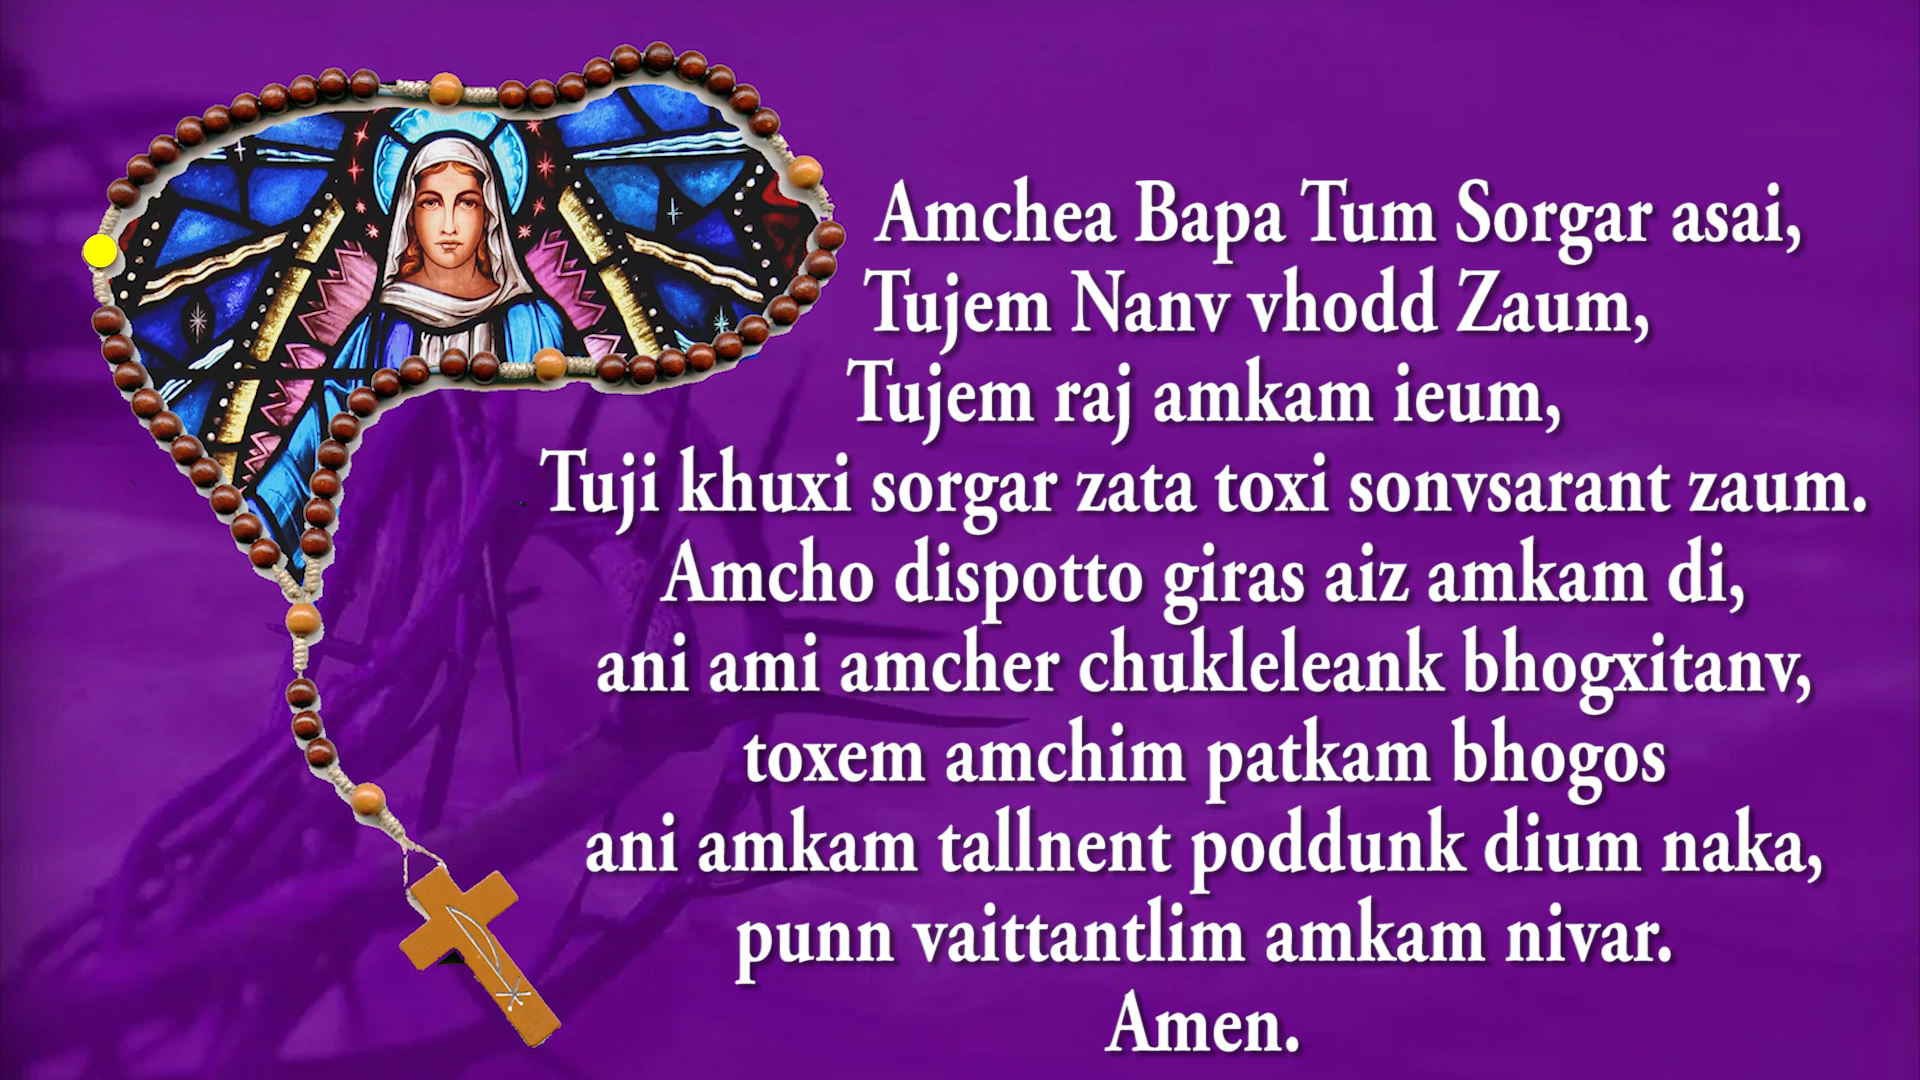 Amchea Bapa Tum Sorgar asai,
Tujem Nanv vhodd Zaum,
Tujem raj amkam ieum,
Tuji khuxi sorgar zata toxi sonvsarant zaum.
Amcho dispotto giras aiz amkam di,
ani ami amcher chukleleank bhogxitanv,
toxem amchim patkam bhogos
ani amkam tallnent poddunk dium naka,
punn vaittantlim amkam nivar.
Amen.